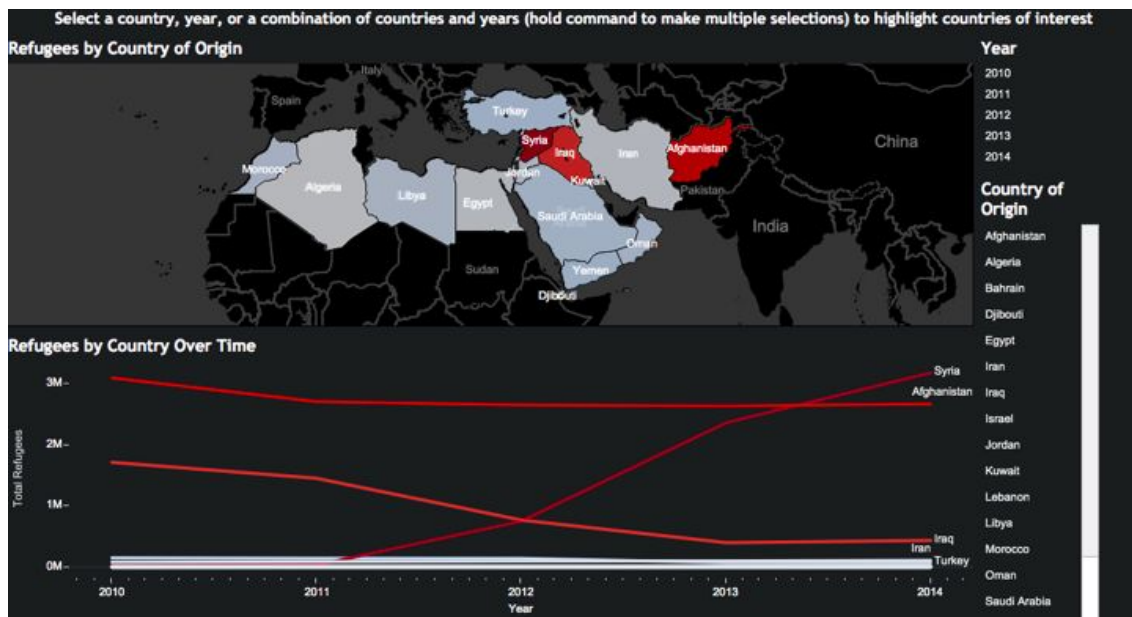 Select a country, year, or a combination of countries and years (hold command to make multiple selections) to highlight countries of interest
Refugees by Country of Origin
Italy
Spain
Turkey
Syria
Iraq
Iran
Afghanistan
China
Morocco
Algeria
Libya
Egypt
Jordan
Kuwait
Pakistan
Saudi Arabia
India
Oman
Sudan
Yemen
Djibouti
Year
2010
2011
2012
2013
2014
Country of
Origin
Afghanistan
Algeria
Bahrain
Djibouti
Egypt
Iran
Iraq
Israel
Jordan
Kuwait
Lebanon
Libya
Morocco
Oman
Saudi Arabia
Refugees by Country Over Time
Total Refugees
3M
2M
1M
0M
Syria
Afghanistan
Iraq
Iran
Turkey
2010
2011
2012
2013
2014
Year